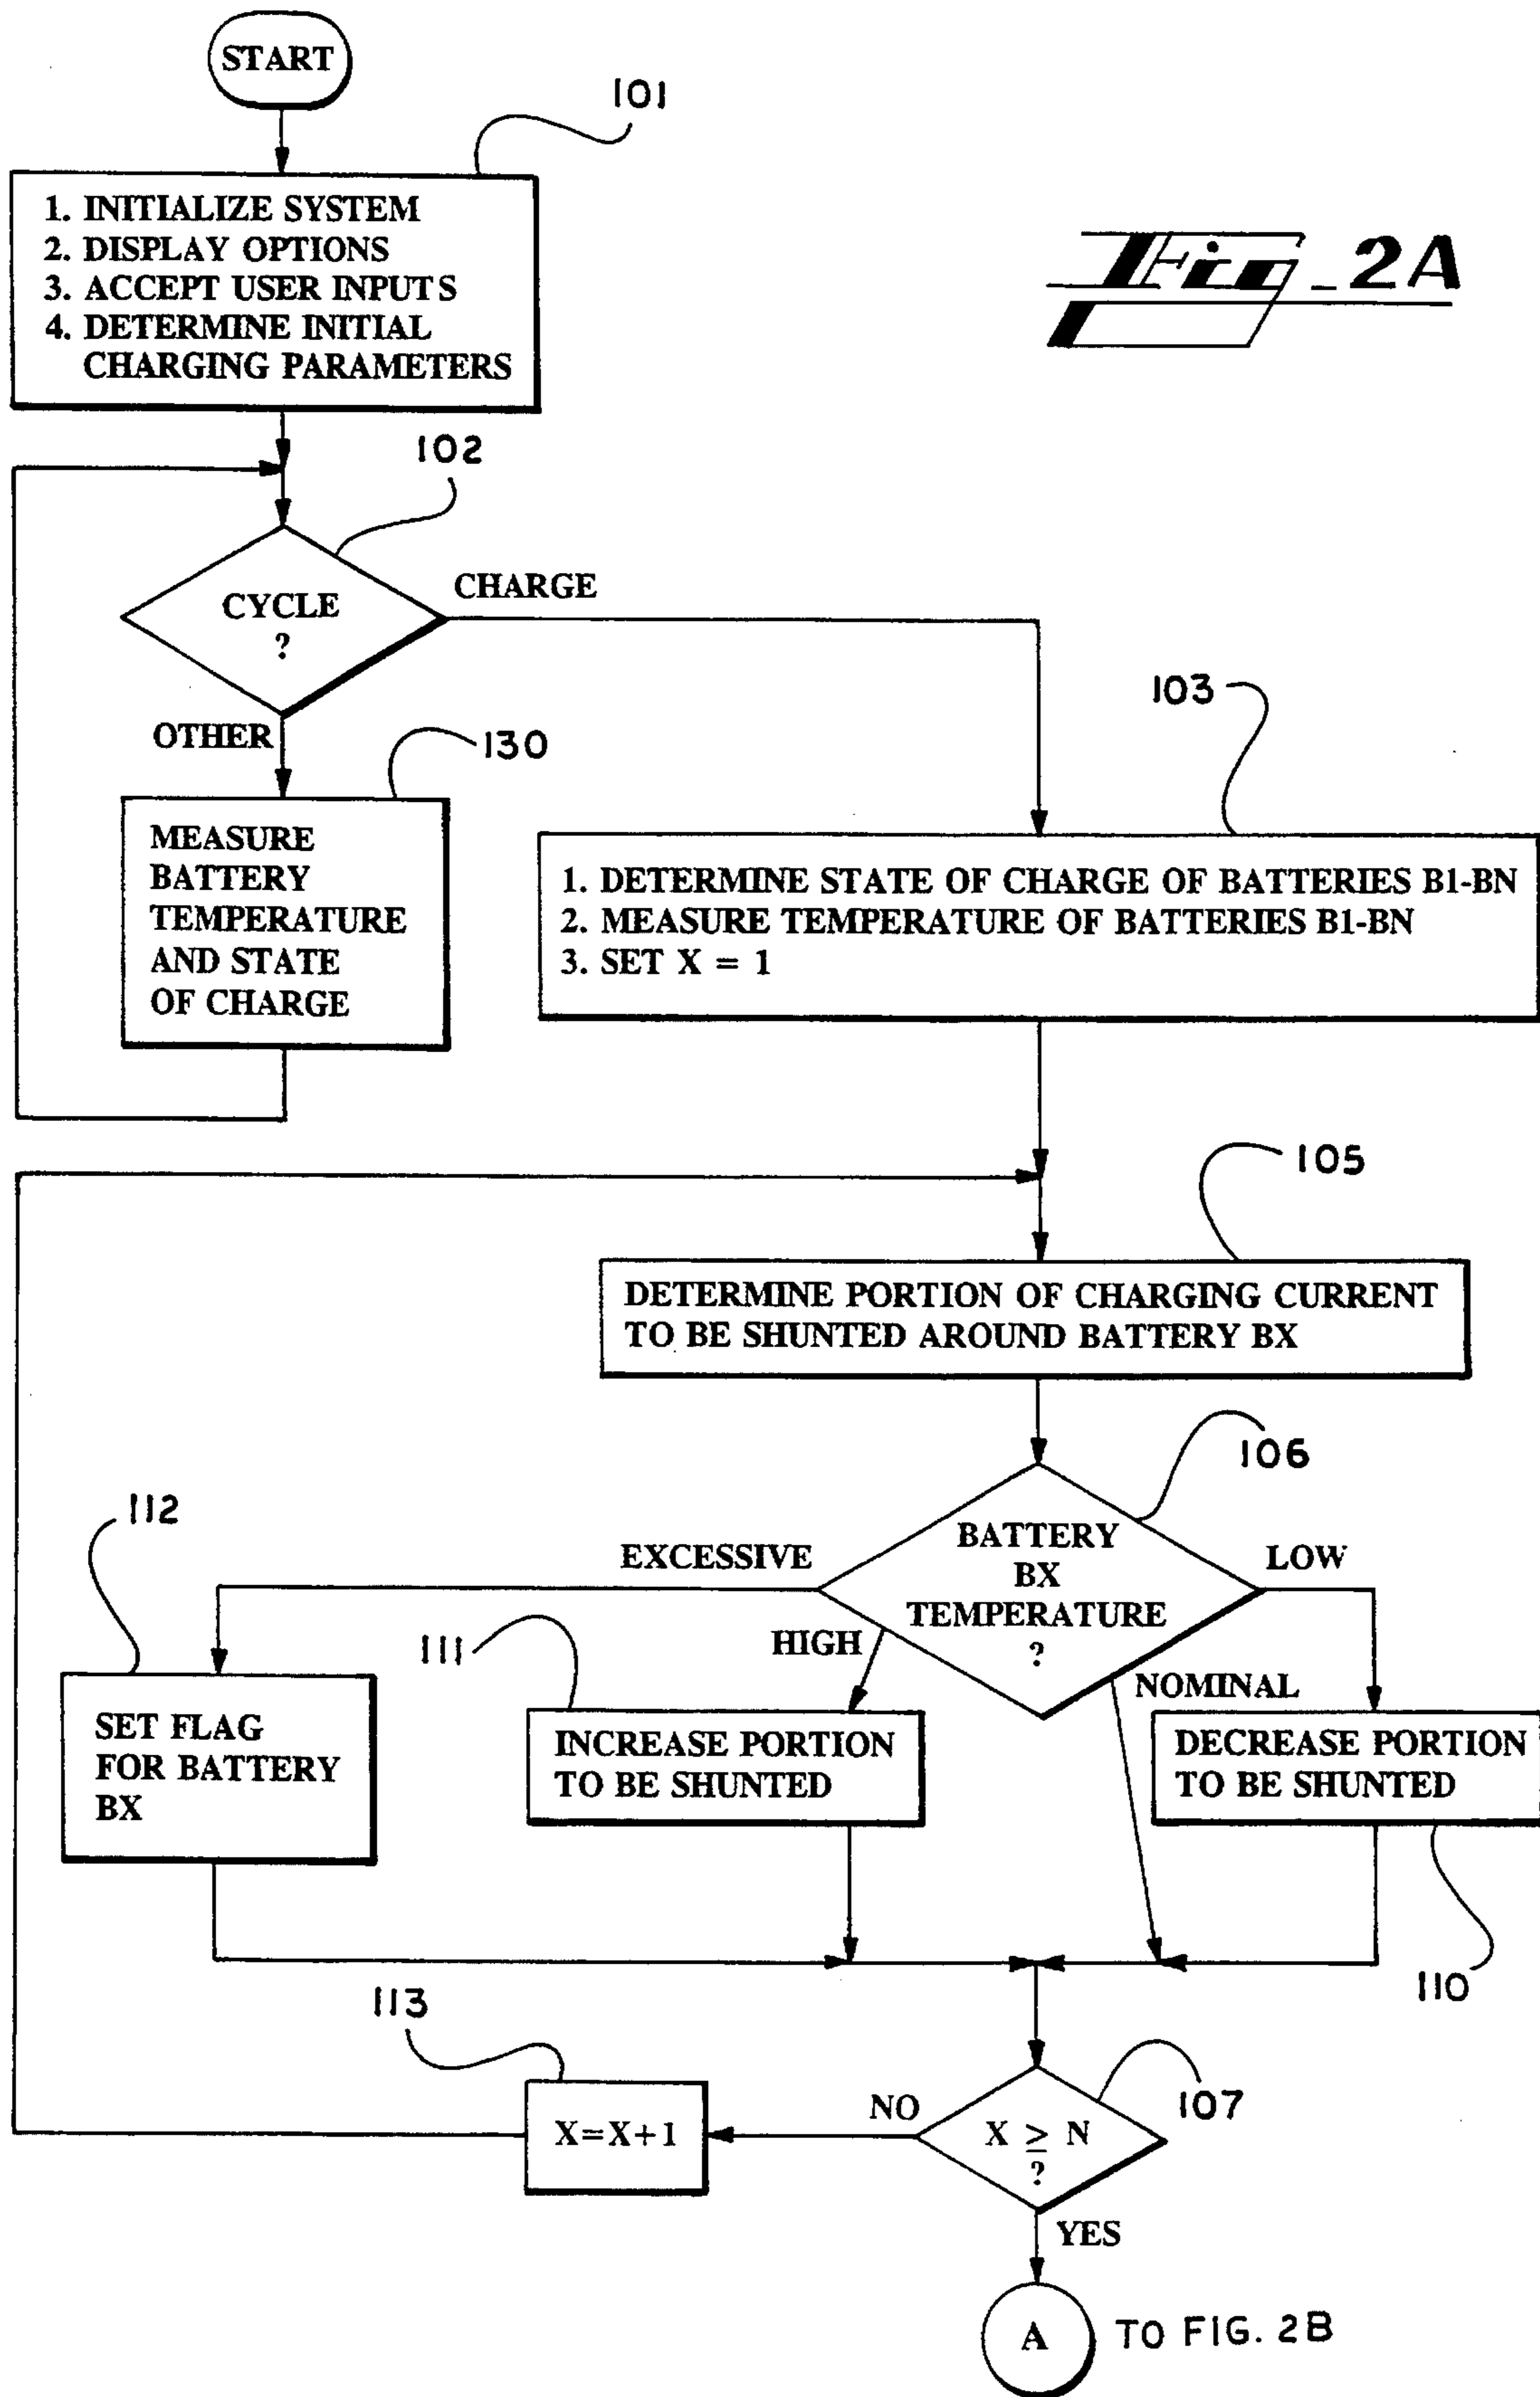 START
101
1. INITIALIZE SYSTEM
2. DISPLAY OPTIONS
3. ACCEPT USER INPUTS
4. DETERMINE INITIAL
CHARGING PARAMETERS
Fig_2A
102
CYCLE
?
CHARGE
OTHER
130
MEASURE
BATTERY
TEMPERATURE
AND STATE
OF CHARGE
103
1. DETERMINE STATE OF CHARGE OF BATTERIES B1-BN
2. MEASURE TEMPERATURE OF BATTERIES B1-BN
3. SET X = 1
105
DETERMINE PORTION OF CHARGING CURRENT
TO BE SHUNTED AROUND BATTERY BX
106
BATTERY
BX
TEMPERATURE
?
EXCESSIVE
LOW
HIGH
NOMINAL
112
SET FLAG
FOR BATTERY
BX
111
INCREASE PORTION
TO BE SHUNTED
DECREASE PORTION
TO BE SHUNTED
110
113
X=X+1
NO
107
X ≥ N
?
YES
A
TO FIG. 2B